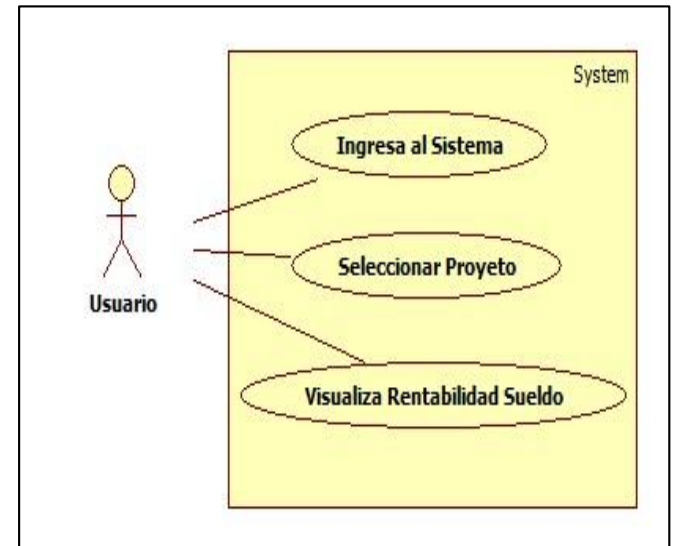 System
Ingresa al Sistema
Seleccionar Proyeto
Usuario
Visualiza Rentabilidad Sueldo